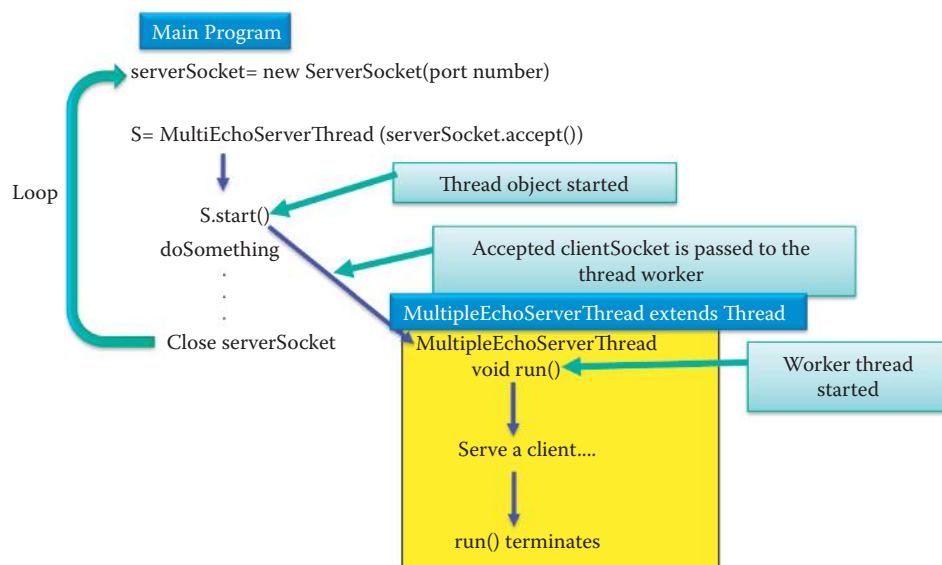 Main Program
serverSocket= new ServerSocket(port number)
S= MultiEchoServerThread (serverSocket.accept())
Loop
Thread object started
S.start()
doSomething
Accepted clientSocket is passed to the
thread worker
.
.
.
Close serverSocket
MultipleEchoServerThread extends Thread
MultipleEchoServerThread
void run()
Worker thread
started
Serve a client....
run() terminates